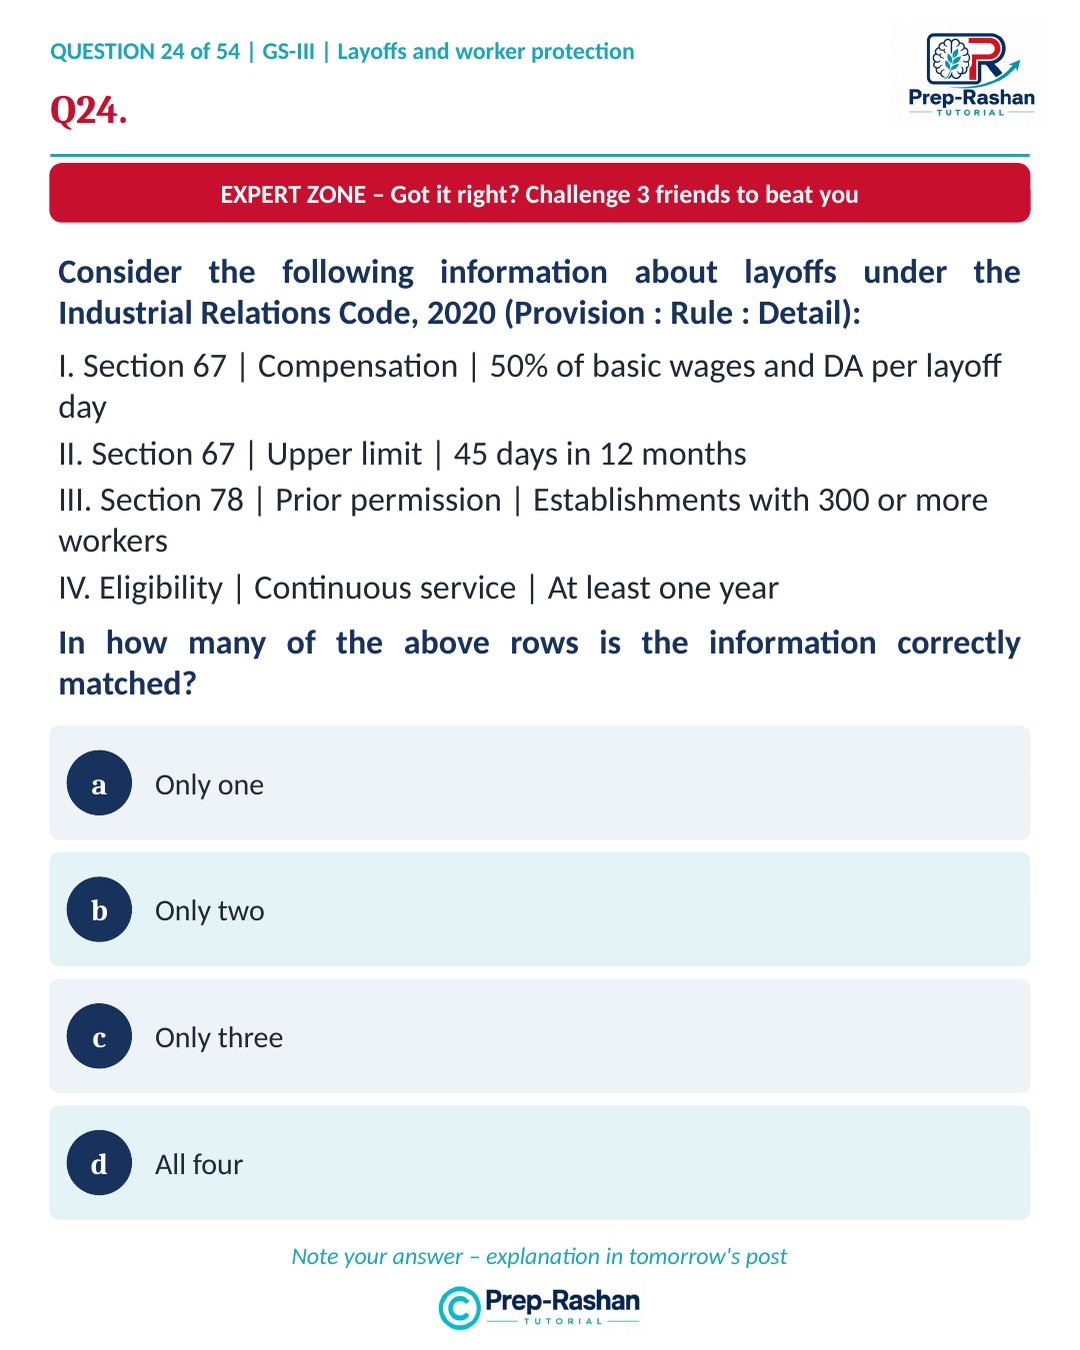 QUESTION 24 of 54 | GS-III | Layoffs and worker protection
Q24.
R
Prep-Rashan
TUTORIAL
EXPERT ZONE – Got it right? Challenge 3 friends to beat you
Consider the following information about layoffs under the
Industrial Relations Code, 2020 (Provision : Rule : Detail):
I. Section 67 | Compensation | 50% of basic wages and DA per layoff
day
II. Section 67 | Upper limit | 45 days in 12 months
III. Section 78 | Prior permission | Establishments with 300 or more
workers
IV. Eligibility | Continuous service | At least one year
In how many of the above rows is the information correctly
matched?
a Only one
b Only two
c Only three
d All four
Note your answer – explanation in tomorrow's post
© Prep-Rashan
TUTORIAL